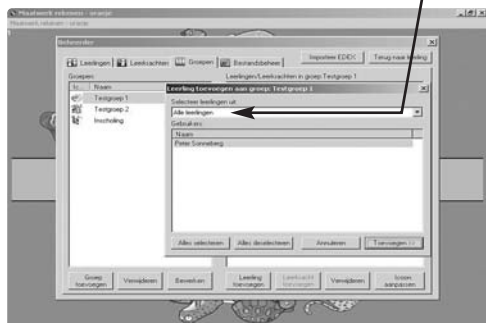 Maatwerk rekenen - oranje
Maatwerk rekenen - oranje
Beheerder
Leerlingen
Leerkrachten
Groepen
Bestandsbeheer
Importeer EDEX
Terug naar leerling
Groepen:
Leerlingen/Leerkrachten in groep Testgroep 1
Naam
Testgroep 1
Testgroep 2
Inscholing
Leerling toevoegen aan groep: Testgroep 1
Selecteer leerlingen uit:
Alle leerlingen
Gebruikers:
Naam
Peter Sonneberg
Alles selecteren
Alles deselecteren
Annuleren
Toevoegen >>
Groep toevoegen
Verwijderen
Bewerken
Leerling toevoegen
Leerkracht toevoegen
Verwijderen
Icoon aanpassen